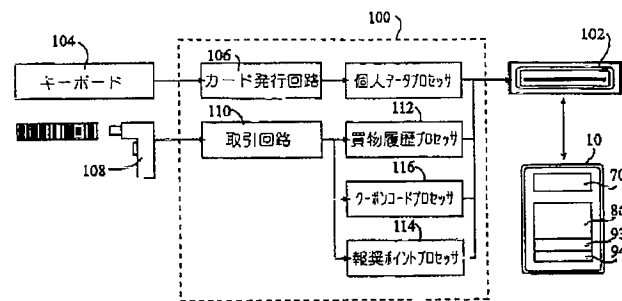 100
104
キーボード
106
カード発行回路
個人データプロセッサ
102
108
110
取引回路
112
買物履歴プロセッサ
116
クーポンコードプロセッサ
114
報奨ポイントプロセッサ
10
70
93
94